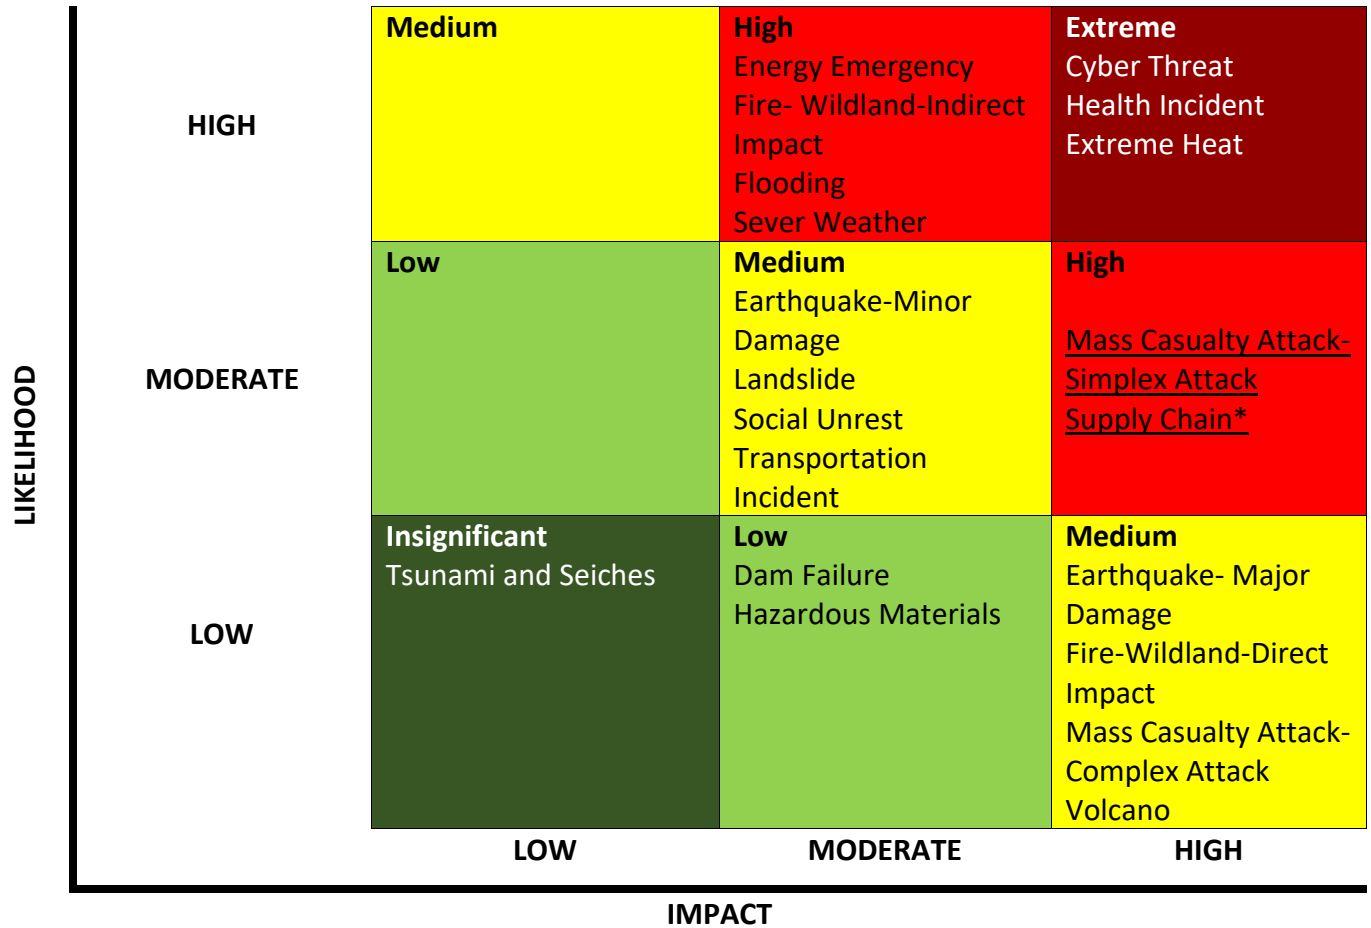 LIKELIHOOD
HIGH
Medium
High
Energy Emergency
Fire- Wildland-Indirect
Impact
Flooding
Sever Weather
Extreme
Cyber Threat
Health Incident
Extreme Heat
MODERATE
Low
Medium
Earthquake-Minor
Damage
Landslide
Social Unrest
Transportation
Incident
High
Mass Casualty Attack-
Simplex Attack
Supply Chain*
LOW
Insignificant
Tsunami and Seiches
Low
Dam Failure
Hazardous Materials
Medium
Earthquake- Major
Damage
Fire-Wildland-Direct
Impact
Mass Casualty Attack-
Complex Attack
Volcano
LOW
MODERATE
HIGH
IMPACT